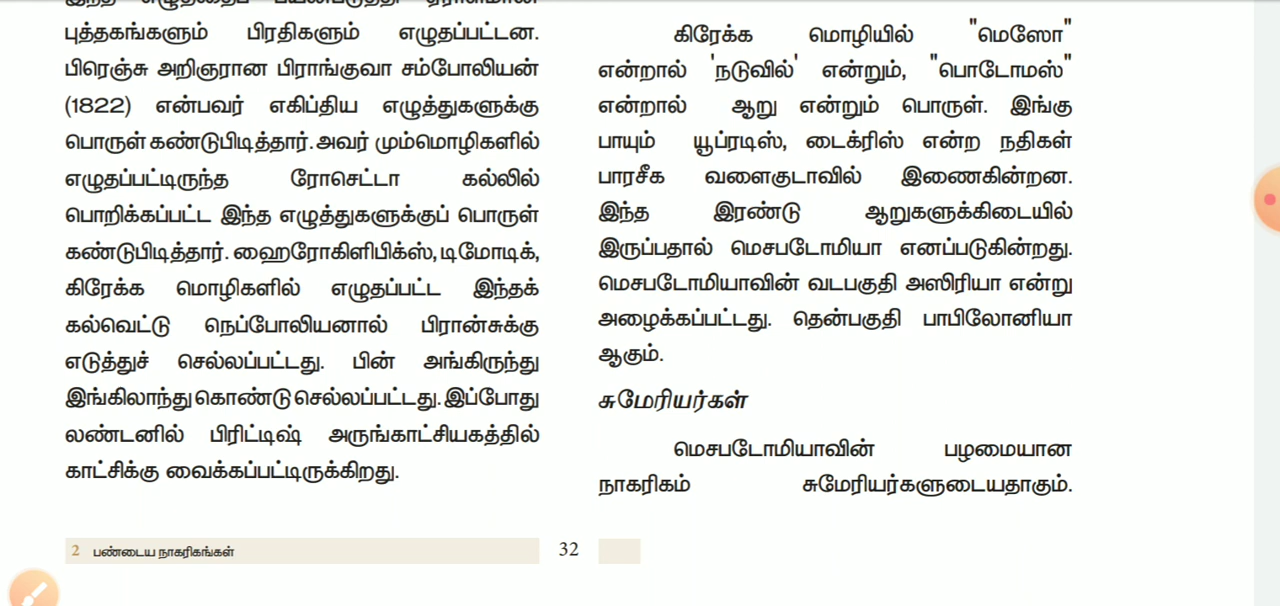 புத்தகங்களும் பிரதிகளும் எழுதப்பட்டன.
பிரெஞ்சு அறிஞரான பிராங்குவா சம்போலியன்
(1822) என்பவர் எகிப்திய எழுத்துகளுக்கு
பொருள் கண்டுபிடித்தார். அவர் மும்மொழிகளில்
எழுதப்பட்டிருந்த ரோசெட்டா கல்லில்
பொறிக்கப்பட்ட இந்த எழுத்துகளுக்குப் பொருள்
கண்டுபிடித்தார். ஹைரோகிளிபிக்ஸ், டிமோடிக்,
கிரேக்க மொழிகளில் எழுதப்பட்ட இந்தக்
கல்வெட்டு நெப்போலியனால் பிரான்சுக்கு
எடுத்துச் செல்லப்பட்டது. பின் அங்கிருந்து
இங்கிலாந்து கொண்டு செல்லப்பட்டது. இப்போது
லண்டனில் பிரிட்டிஷ் அருங்காட்சியகத்தில்
காட்சிக்கு வைக்கப்பட்டிருக்கிறது.
கிரேக்க மொழியில் "மெஸோ"
என்றால் 'நடுவில்' என்றும், "பொடோமஸ்"
என்றால் ஆறு என்றும் பொருள். இங்கு
பாயும் யூப்ரடிஸ், டைக்ரிஸ் என்ற நதிகள்
பாரசீக வளைகுடாவில் இணைகின்றன.
இந்த இரண்டு ஆறுகளுக்கிடையில்
இருப்பதால் மெசபடோமியா எனப்படுகின்றது.
மெசபடோமியாவின் வடபகுதி அஸிரியா என்று
அழைக்கப்பட்டது. தென்பகுதி பாபிலோனியா
ஆகும்.
சுமேரியர்கள்
மெசபடோமியாவின் பழமையான
நாகரிகம் சுமேரியர்களுடையதாகும்.
2 பண்டைய நாகரிகங்கள்
32